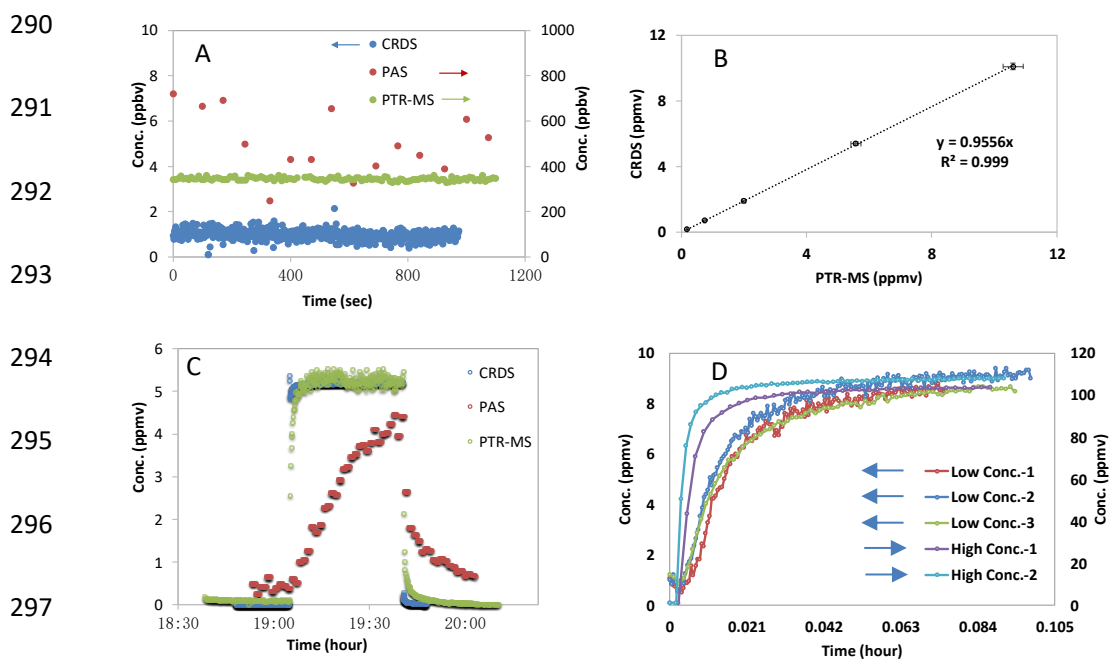 290
291
292
293
294
295
296
297
A
CRDS
PAS
PTR-MS
Conc. (ppbv)
10
8
6
4
2
0
Conc. (ppbv)
1000
800
600
400
200
0
0 400 800 1200
Time (sec)
B
CRDS (ppmv)
12
9
6
3
0
y = 0.9556x
R² = 0.999
0 4 8 12
PTR-MS (ppmv)
C
CRDS
PAS
PTR-MS
Conc. (ppmv)
6
5
4
3
2
1
0
18:30 19:00 19:30 20:00
Time (hour)
D
Conc. (ppmv)
10
8
6
4
2
0
Low Conc.-1
Low Conc.-2
Low Conc.-3
High Conc.-1
High Conc.-2
Conc. (ppmv)
120
100
80
60
40
20
0
0 0.021 0.042 0.063 0.084 0.105
Time (hour)